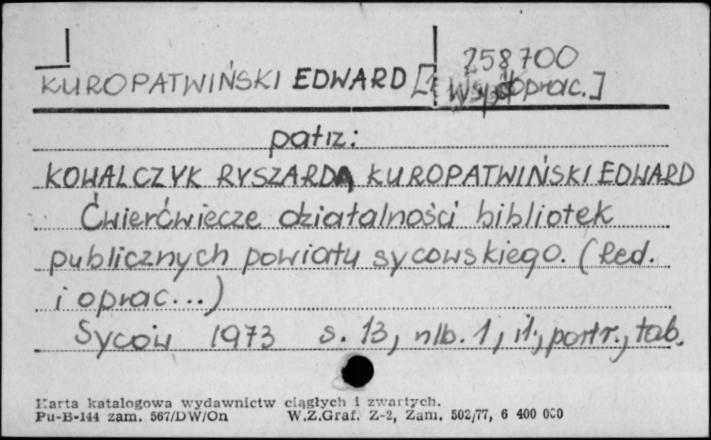 258700
KUROPATWIŃSKI EDWARD [i Współoprac.]
patrz:
KOWALCZYK RYSZARDA, KUROPATWIŃSKI EDWARD
Ćwierćwiecze działalności bibliotek
publicznych powiatu sycowskiego. (Red.
i oprac...)
Syców 1973 s. 13, nlb. 1, il., portr., tab.
Karta katalogowa wydawnictw ciągłych i zwartych.
Pu-B-144 zam. 567/DW/On W.Z.Graf. Z-2, Zam. 502/77, 6 400 000